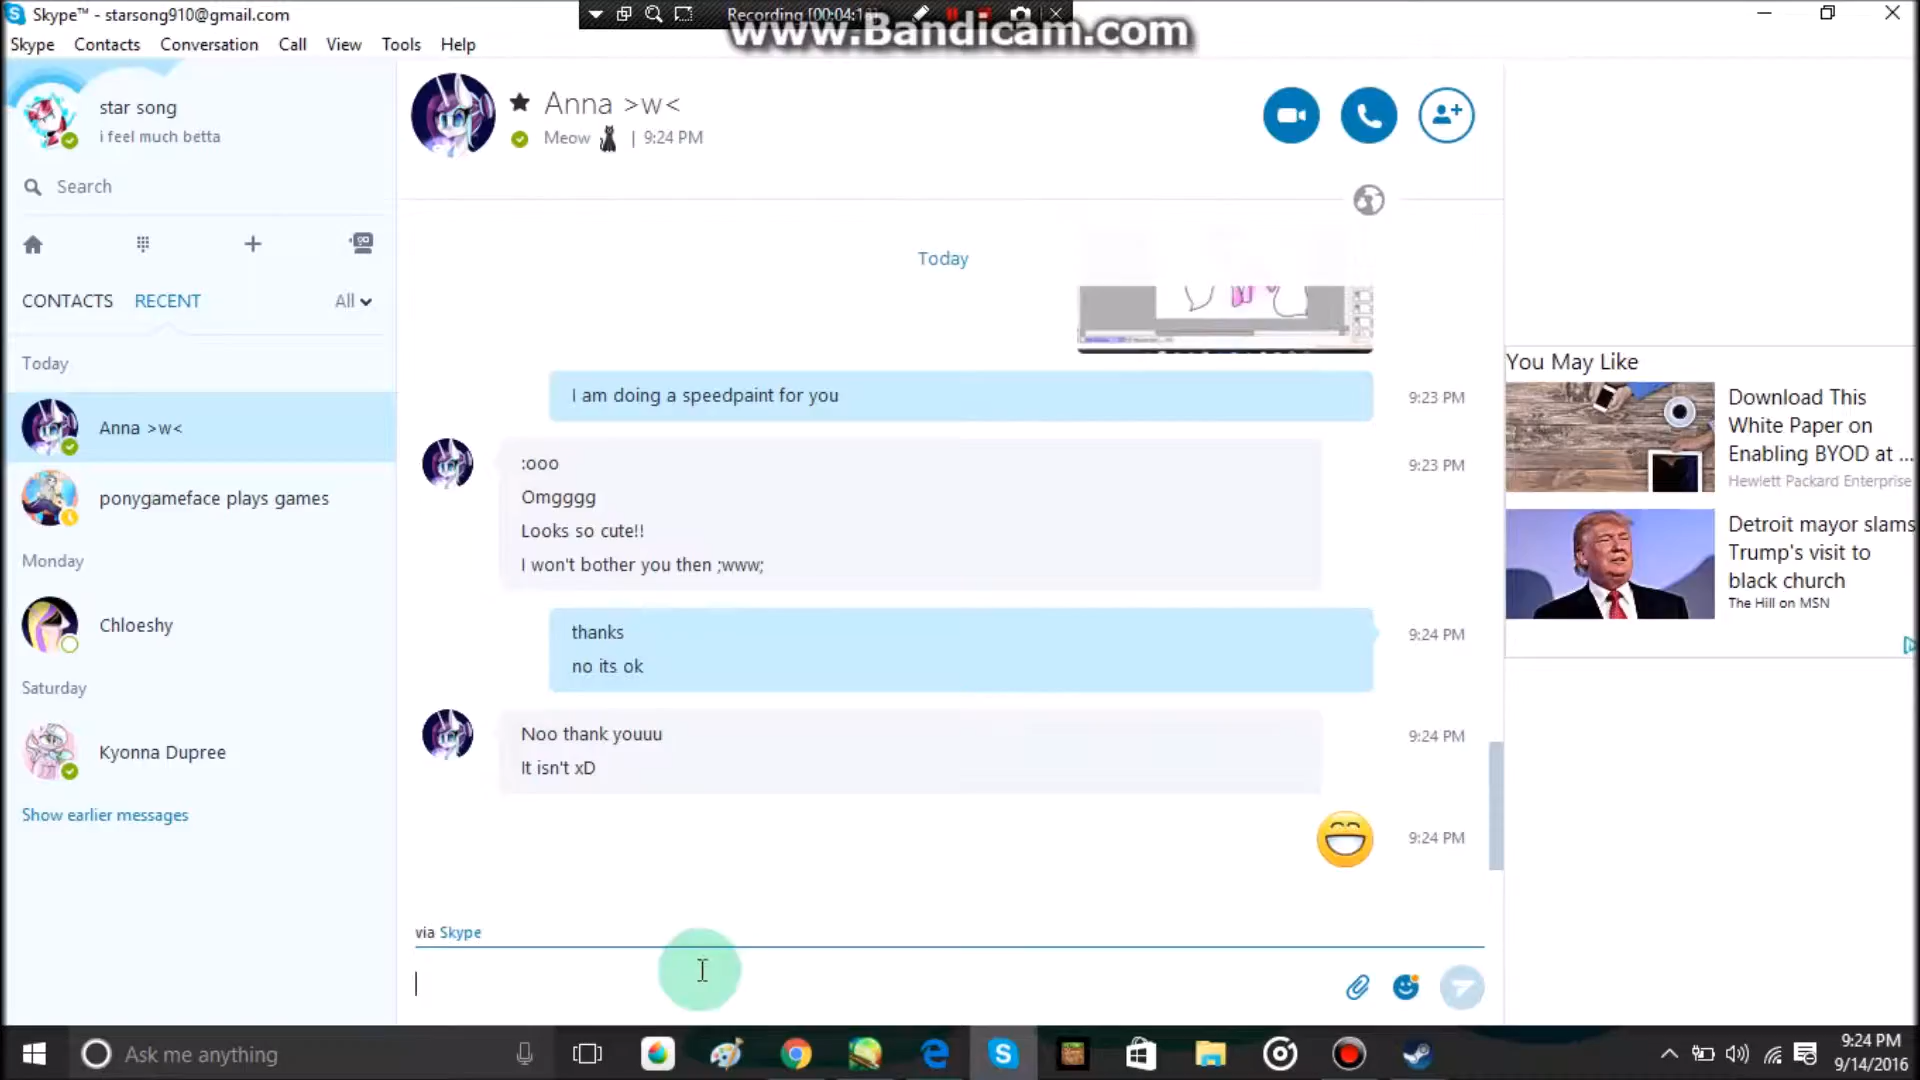 Skype™ - starsong910@gmail.com
www.Bandicam.com
Skype Contacts Conversation Call View Tools Help
star song
i feel much betta
Search
CONTACTS RECENT All
Today
Anna >w<
ponygameface plays games
Monday
Chloeshy
Saturday
Kyonna Dupree
Show earlier messages
Anna >w<
Meow | 9:24 PM
Today
I am doing a speedpaint for you
9:23 PM
:ooo
9:23 PM
Omgggg
Looks so cute!!
I won't bother you then ;www;
thanks
9:24 PM
no its ok
Noo thank youuu
9:24 PM
It isn't xD
9:24 PM
via Skype
You May Like
Download This
White Paper on
Enabling BYOD at ...
Hewlett Packard Enterprise
Detroit mayor slams
Trump's visit to
black church
The Hill on MSN
Ask me anything
9:24 PM
9/14/2016